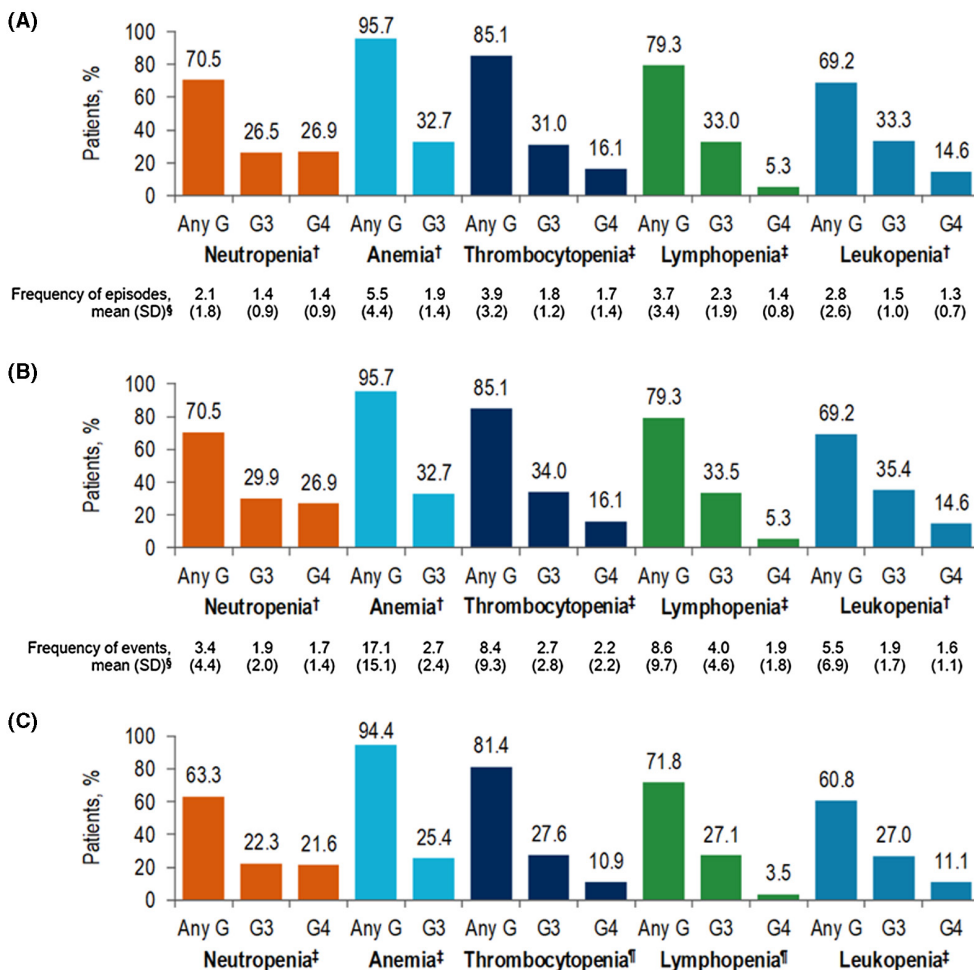 (A)
Patients, %
100
80
60
40
20
0
70.5 26.5 26.9 95.7 32.7 85.1 31.0 16.1 79.3 33.0 5.3 69.2 33.3 14.6
Any G G3 G4 Any G G3 Any G G3 G4 Any G G3 G4 Any G G3 G4
Neutropenia† Anemia† Thrombocytopenia‡ Lymphopenia‡ Leukopenia†
Frequency of episodes, 2.1 1.4 1.4 5.5 1.9 3.9 1.8 1.7 3.7 2.3 1.4 2.8 1.5 1.3
mean (SD)§ (1.8) (0.9) (0.9) (4.4) (1.4) (3.2) (1.2) (1.4) (3.4) (1.9) (0.8) (2.6) (1.0) (0.7)
(B)
Patients, %
100
80
60
40
20
0
70.5 29.9 26.9 95.7 32.7 85.1 34.0 16.1 79.3 33.5 5.3 69.2 35.4 14.6
Any G G3 G4 Any G G3 Any G G3 G4 Any G G3 G4 Any G G3 G4
Neutropenia† Anemia† Thrombocytopenia‡ Lymphopenia‡ Leukopenia†
Frequency of events, 3.4 1.9 1.7 17.1 2.7 8.4 2.7 2.2 8.6 4.0 1.9 5.5 1.9 1.6
mean (SD)§ (4.4) (2.0) (1.4) (15.1) (2.4) (9.3) (2.8) (2.2) (9.7) (4.6) (1.8) (6.9) (1.7) (1.1)
(C)
Patients, %
100
80
60
40
20
0
63.3 22.3 21.6 94.4 25.4 81.4 27.6 10.9 71.8 27.1 3.5 60.8 27.0 11.1
Any G G3 G4 Any G G3 Any G G3 G4 Any G G3 G4 Any G G3 G4
Neutropenia‡ Anemia‡ Thrombocytopenia¶ Lymphopenia¶ Leukopenia‡